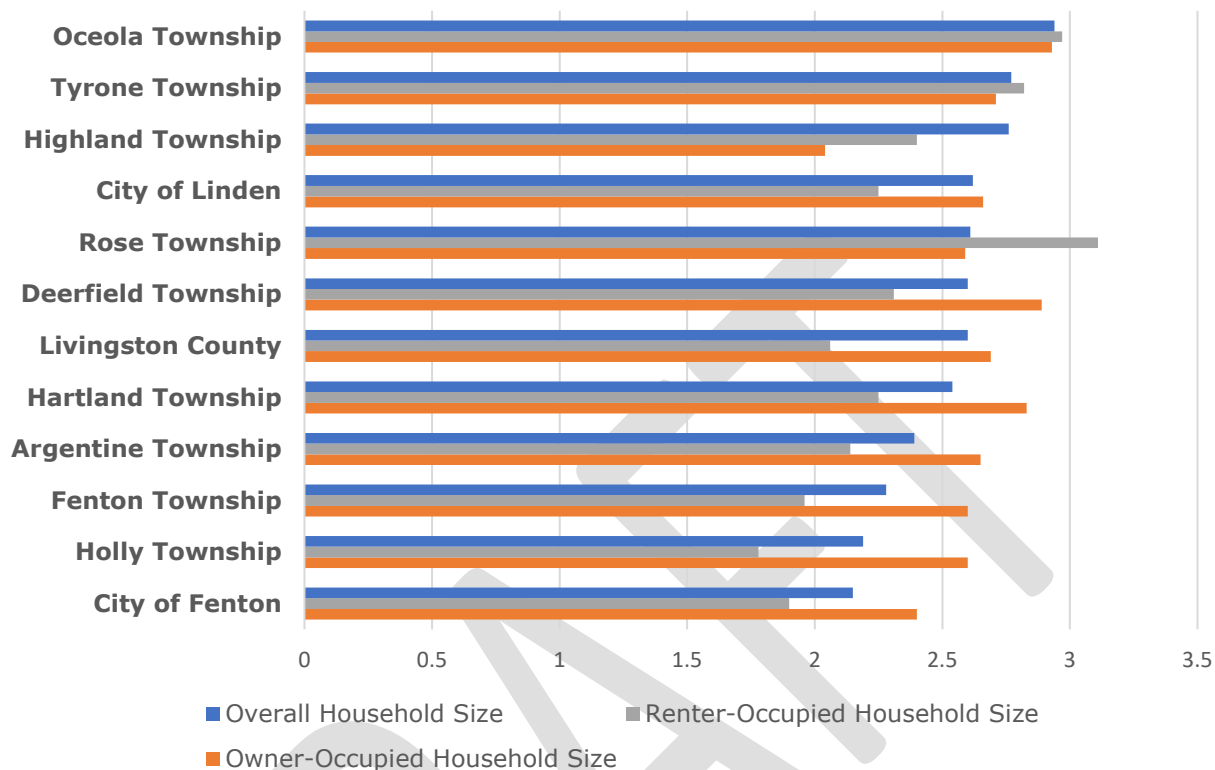 Oceola Township
Tyrone Township
Highland Township
City of Linden
Rose Township
Deerfield Township
Livingston County
Hartland Township
Argentine Township
Fenton Township
Holly Township
City of Fenton
0 0.5 1 1.5 2 2.5 3 3.5
Overall Household Size Renter-Occupied Household Size
Owner-Occupied Household Size